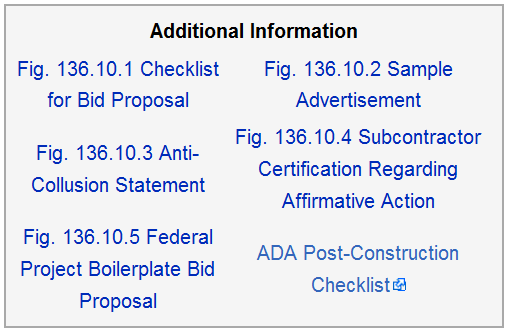 Additional Information
Fig. 136.10.1 Checklist
for Bid Proposal
Fig. 136.10.2 Sample
Advertisement
Fig. 136.10.3 Anti-
Collusion Statement
Fig. 136.10.4 Subcontractor
Certification Regarding
Affirmative Action
Fig. 136.10.5 Federal
Project Boilerplate Bid
Proposal
ADA Post-Construction
Checklist